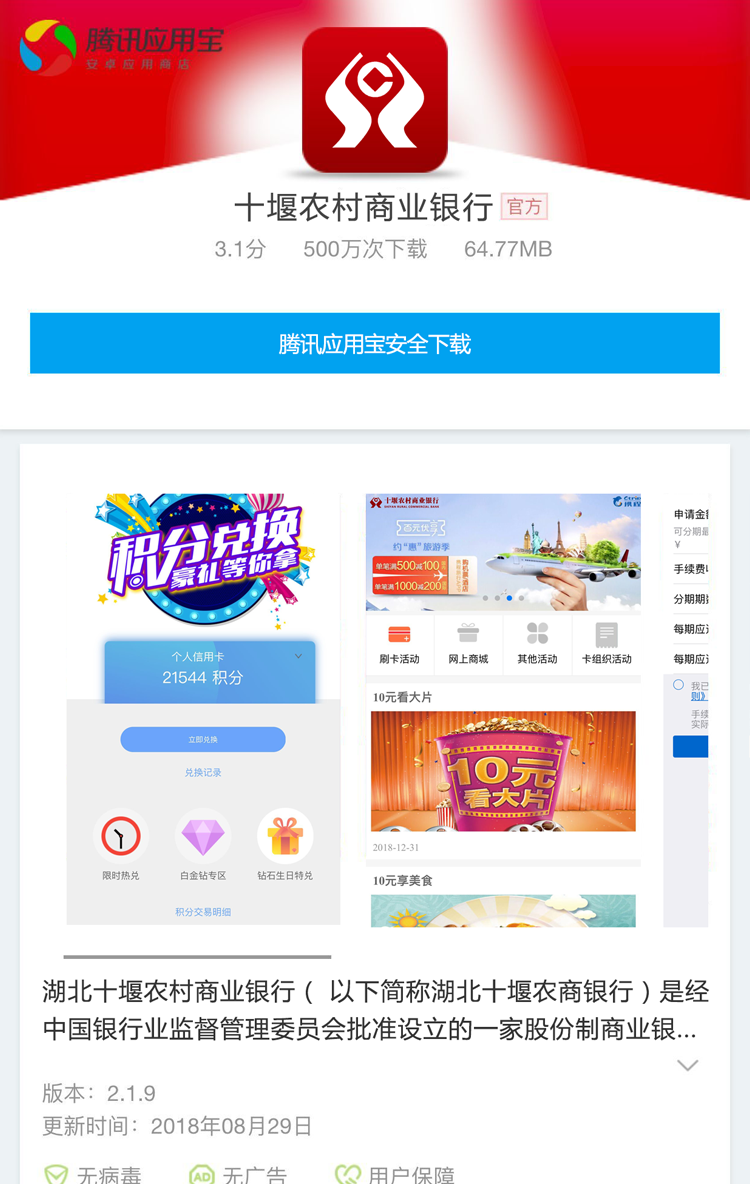 腾讯应用宝
安卓应用商店
十堰农村商业银行 官方
3.1分 500万次下载 64.77MB
腾讯应用宝安全下载
积分兑换
豪礼等你拿
个人信用卡
21544 积分
立即兑换
兑换记录
限时热兑 白金钻专区 钻石生日特兑
积分交易明细
十堰农村商业银行
百元优享
约“惠”旅游季
单笔满500减100
单笔满1000减200
刷卡活动 网上商城 其他活动 卡组织活动
10元看大片
10元
看大片
2018-12-31
10元享美食
申请金
可分期
¥
手续费
分期期
每期应
每期应
我已
则》
手续
实际
湖北十堰农村商业银行（ 以下简称湖北十堰农商银行）是经
中国银行业监督管理委员会批准设立的一家股份制商业银...
版本：2.1.9
更新时间：2018年08月29日
无病毒 AD 无广告 用户保障